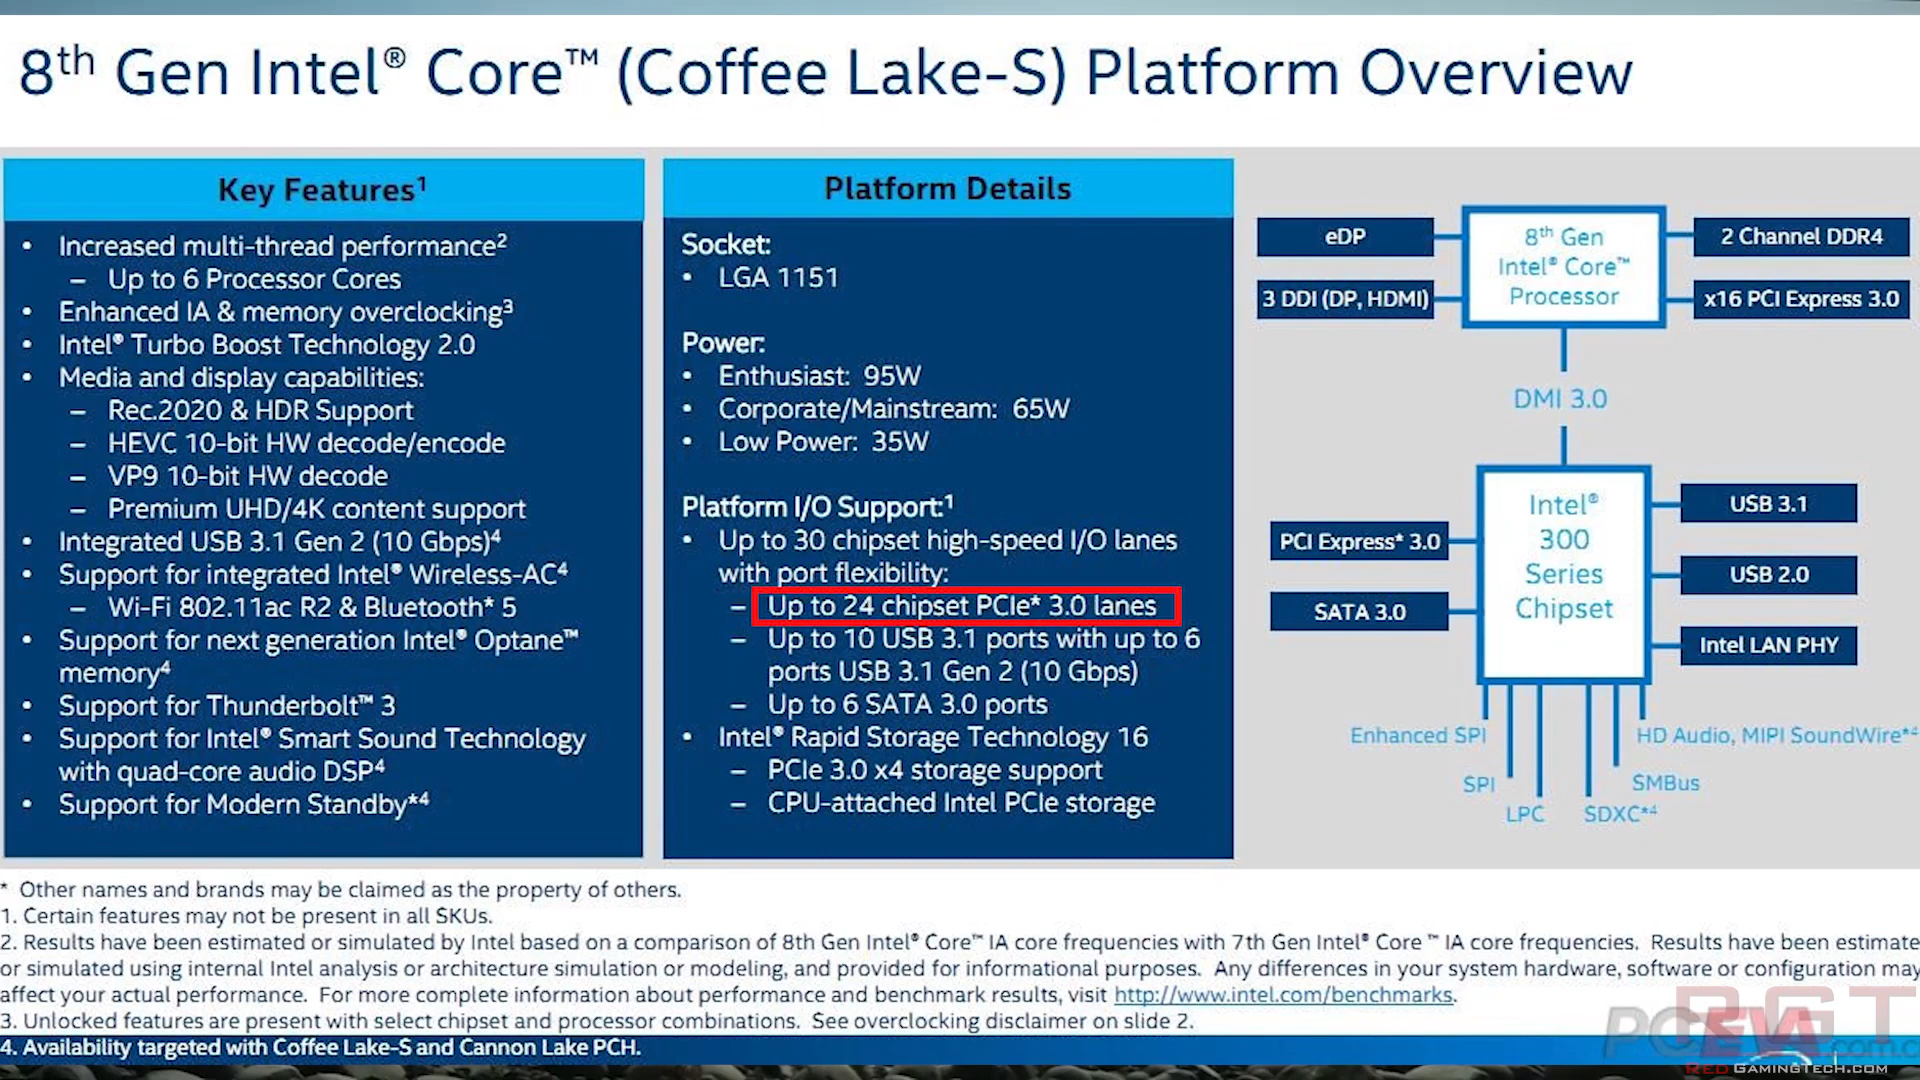 8th Gen Intel® Core™ (Coffee Lake-S) Platform Overview
Key Features¹
• Increased multi-thread performance²
– Up to 6 Processor Cores
• Enhanced IA & memory overclocking³
• Intel® Turbo Boost Technology 2.0
• Media and display capabilities:
– Rec.2020 & HDR Support
– HEVC 10-bit HW decode/encode
– VP9 10-bit HW decode
– Premium UHD/4K content support
• Integrated USB 3.1 Gen 2 (10 Gbps)⁴
• Support for integrated Intel® Wireless-AC⁴
– Wi-Fi 802.11ac R2 & Bluetooth* 5
• Support for next generation Intel® Optane™
memory⁴
• Support for Thunderbolt™ 3
• Support for Intel® Smart Sound Technology
with quad-core audio DSP⁴
• Support for Modern Standby*⁴
Platform Details
Socket:
• LGA 1151
Power:
• Enthusiast: 95W
• Corporate/Mainstream: 65W
• Low Power: 35W
Platform I/O Support:¹
• Up to 30 chipset high-speed I/O lanes
with port flexibility:
– Up to 24 chipset PCIe* 3.0 lanes
– Up to 10 USB 3.1 ports with up to 6
ports USB 3.1 Gen 2 (10 Gbps)
– Up to 6 SATA 3.0 ports
• Intel® Rapid Storage Technology 16
– PCIe 3.0 x4 storage support
– CPU-attached Intel PCIe storage
eDP
3 DDI (DP, HDMI)
8th Gen
Intel® Core™
Processor
2 Channel DDR4
x16 PCI Express 3.0
DMI 3.0
PCI Express* 3.0
SATA 3.0
Intel®
300
Series
Chipset
USB 3.1
USB 2.0
Intel LAN PHY
Enhanced SPI
SPI
LPC
SDXC*⁴
SMBus
HD Audio, MIPI SoundWire*⁴
* Other names and brands may be claimed as the property of others.
1. Certain features may not be present in all SKUs.
2. Results have been estimated or simulated by Intel based on a comparison of 8th Gen Intel® Core™ IA core frequencies with 7th Gen Intel® Core ™ IA core frequencies. Results have been estimate
or simulated using internal Intel analysis or architecture simulation or modeling, and provided for informational purposes. Any differences in your system hardware, software or configuration may
affect your actual performance. For more complete information about performance and benchmark results, visit http://www.intel.com/benchmarks.
3. Unlocked features are present with select chipset and processor combinations. See overclocking disclaimer on slide 2.
4. Availability targeted with Coffee Lake-S and Cannon Lake PCH.
RGT
REDGAMINGTECH.COM